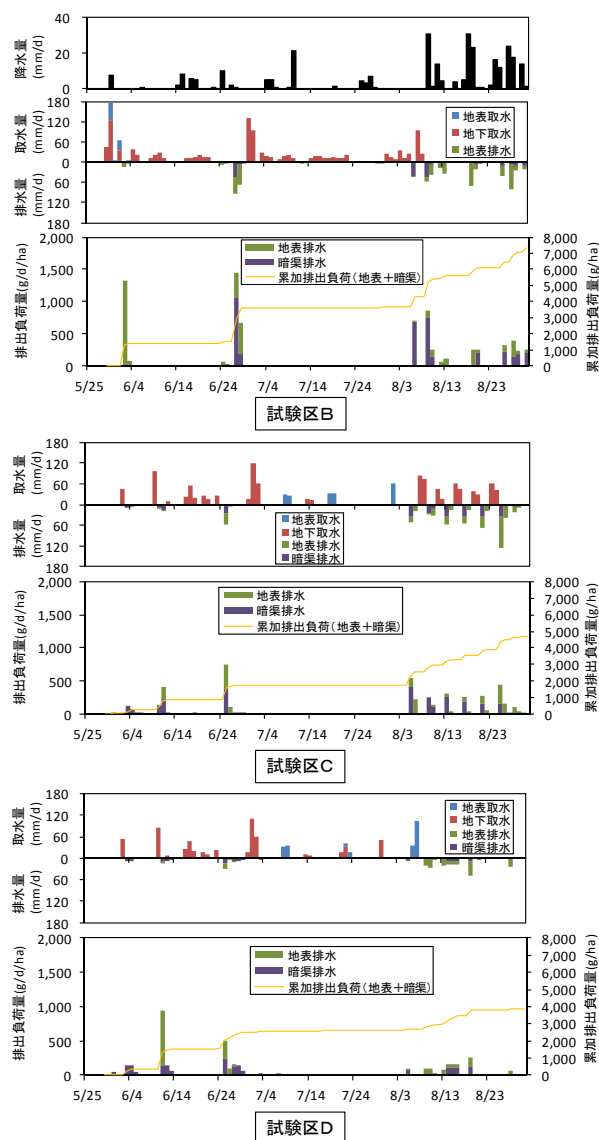 降水量
(mm/d)
40
20
0
取水量
(mm/d)
排水量
(mm/d)
180
120
60
0
60
120
180
地表取水
地下取水
地表排水
排出負荷量(g/d/ha)
2,000
1,500
1,000
500
0
地表排水
暗渠排水
累加排出負荷(地表+暗渠)
8,000
7,000
6,000
5,000
4,000
3,000
2,000
1,000
0
累加排出負荷(g/ha)
5/25 6/4 6/14 6/24 7/4 7/14 7/24 8/3 8/13 8/23
試験区B
取水量
(mm/d)
排水量
(mm/d)
180
120
60
0
60
120
180
地表取水
地下取水
地表排水
暗渠排水
排出負荷量(g/d/ha)
2,000
1,500
1,000
500
0
地表排水
暗渠排水
累加排出負荷(地表+暗渠)
8,000
7,000
6,000
5,000
4,000
3,000
2,000
1,000
0
累加排出負荷(g/ha)
5/25 6/4 6/14 6/24 7/4 7/14 7/24 8/3 8/13 8/23
試験区C
取水量
(mm/d)
排水量
(mm/d)
180
120
60
0
60
120
180
地表取水
地下取水
地表排水
暗渠排水
排出負荷量(g/d/ha)
2,000
1,500
1,000
500
0
地表排水
暗渠排水
累加排出負荷(地表+暗渠)
8,000
7,000
6,000
5,000
4,000
3,000
2,000
1,000
0
累加排出負荷(g/ha)
5/25 6/4 6/14 6/24 7/4 7/14 7/24 8/3 8/13 8/23
試験区D